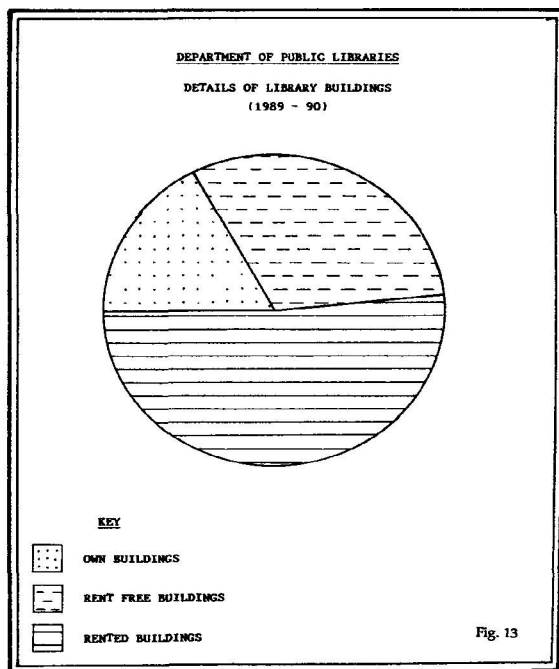 DEPARTMENT OF PUBLIC LIBRARIES
DETAILS OF LIBRARY BUILDINGS
(1989 - 90)
KEY
OWN BUILDINGS
RENT FREE BUILDINGS
RENTED BUILDINGS
Fig. 13